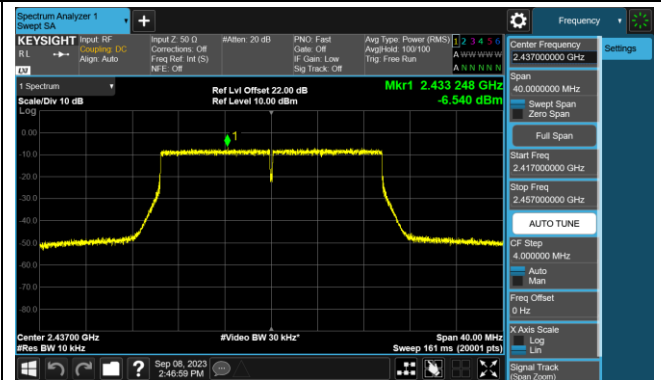 Spectrum Analyzer 1
Swept SA
+
Frequency
KEYSIGHT
RL
LXI
Input: RF
Coupling: DC
Align: Auto
Input Z: 50 Ω
Corrections: Off
Freq Ref: Int (S)
NFE: Off
#Atten: 20 dB
PNO: Fast
Gate: Off
IF Gain: Low
Sig Track: Off
Avg Type: Power (RMS)
Avg|Hold: 100/100
Trig: Free Run
1 2 3 4 5 6
A W W W W W
A N N N N N
1 Spectrum
Scale/Div 10 dB
Log
Ref Lvl Offset 22.00 dB
Ref Level 10.00 dBm
Mkr1 2.433 248 GHz
-6.540 dBm
1
0.00
-10.0
-20.0
-30.0
-40.0
-50.0
-60.0
-70.0
-80.0
Center 2.43700 GHz
#Res BW 10 kHz
#Video BW 30 kHz*
Span 40.00 MHz
Sweep 161 ms (20001 pts)
Sep 08, 2023
2:46:59 PM
?
Center Frequency
2.437000000 GHz
Settings
Span
40.0000000 MHz
Swept Span
Zero Span
Full Span
Start Freq
2.417000000 GHz
Stop Freq
2.457000000 GHz
AUTO TUNE
CF Step
4.000000 MHz
Auto
Man
Freq Offset
0 Hz
X Axis Scale
Log
Lin
Signal Track
(Span Zoom)